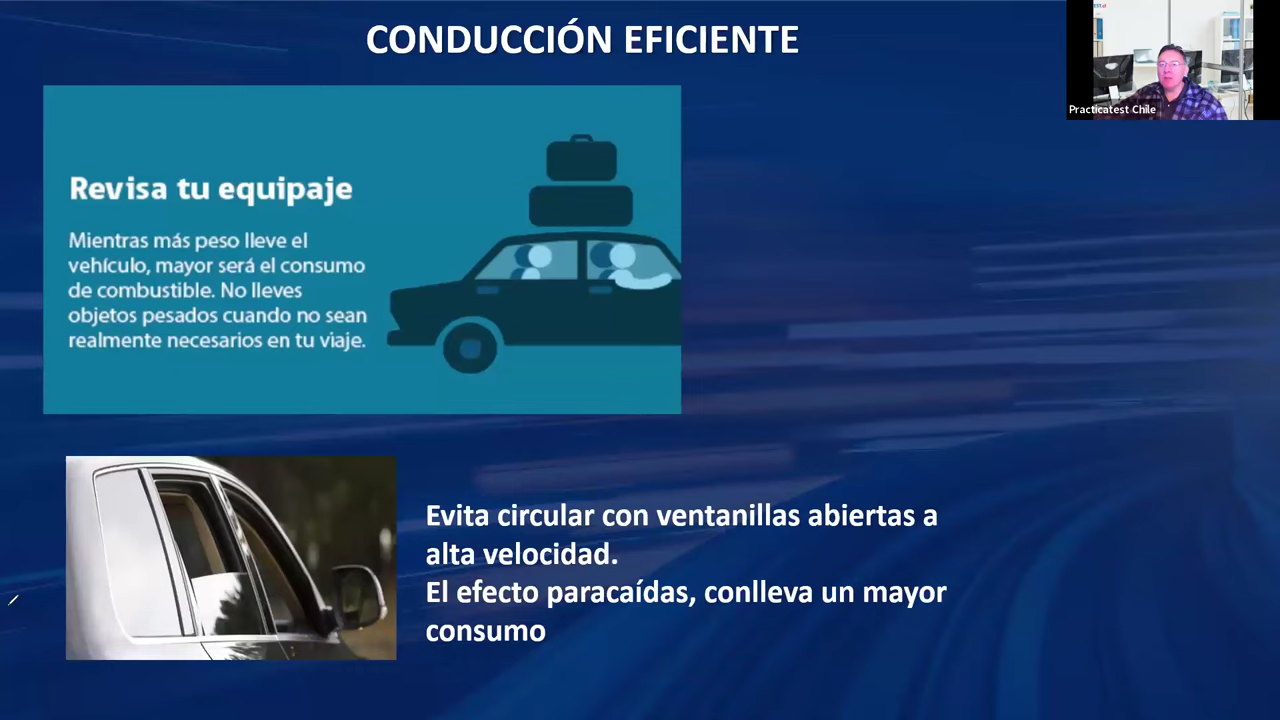 CONDUCCIÓN EFICIENTE
Practicatest Chile
Revisa tu equipaje
Mientras más peso lleve el
vehículo, mayor será el consumo
de combustible. No lleves
objetos pesados cuando no sean
realmente necesarios en tu viaje.
Evita circular con ventanillas abiertas a
alta velocidad.
El efecto paracaídas, conlleva un mayor
consumo